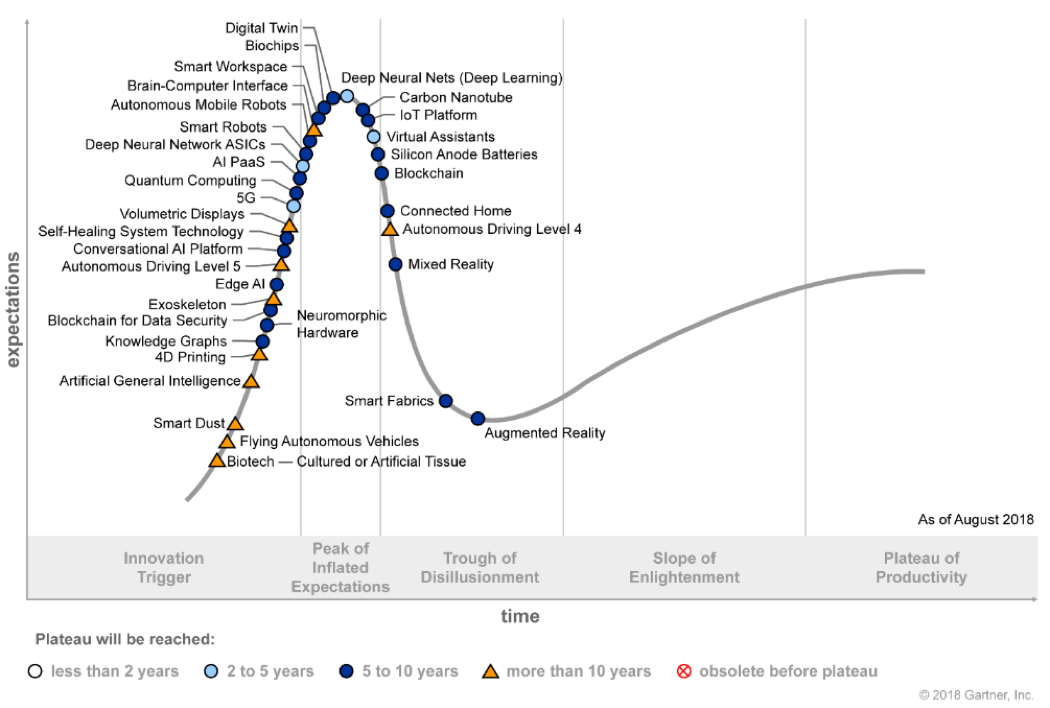 Digital Twin
Biochips
Smart Workspace
Brain-Computer Interface
Autonomous Mobile Robots
Smart Robots
Deep Neural Network ASICs
AI PaaS
Quantum Computing
5G
Volumetric Displays
Self-Healing System Technology
Conversational AI Platform
Autonomous Driving Level 5
Edge AI
Exoskeleton
Blockchain for Data Security
Neuromorphic
Hardware
Knowledge Graphs
4D Printing
Artificial General Intelligence
Smart Dust
Flying Autonomous Vehicles
Biotech — Cultured or Artificial Tissue
Deep Neural Nets (Deep Learning)
Carbon Nanotube
IoT Platform
Virtual Assistants
Silicon Anode Batteries
Blockchain
Connected Home
Autonomous Driving Level 4
Mixed Reality
Smart Fabrics
Augmented Reality
expectations
As of August 2018
Innovation
Trigger
Peak of
Inflated
Expectations
Trough of
Disillusionment
Slope of
Enlightenment
Plateau of
Productivity
time
Plateau will be reached:
less than 2 years
2 to 5 years
5 to 10 years
more than 10 years
obsolete before plateau
© 2018 Gartner, Inc.